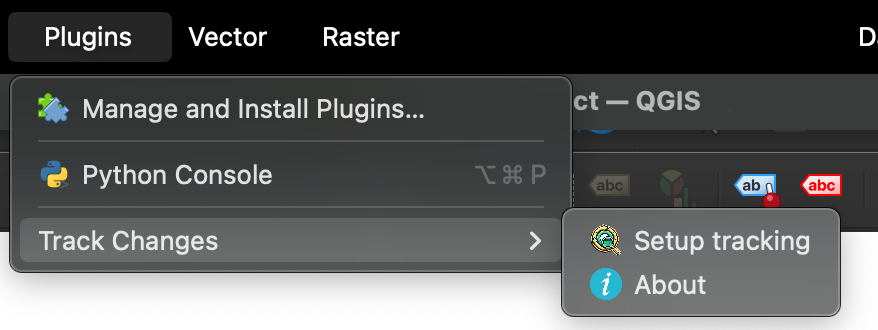 Plugins Vector Raster D
ct — QGIS
Manage and Install Plugins...
Python Console ⌥⌘P
abc ab abc
Track Changes
Setup tracking
About